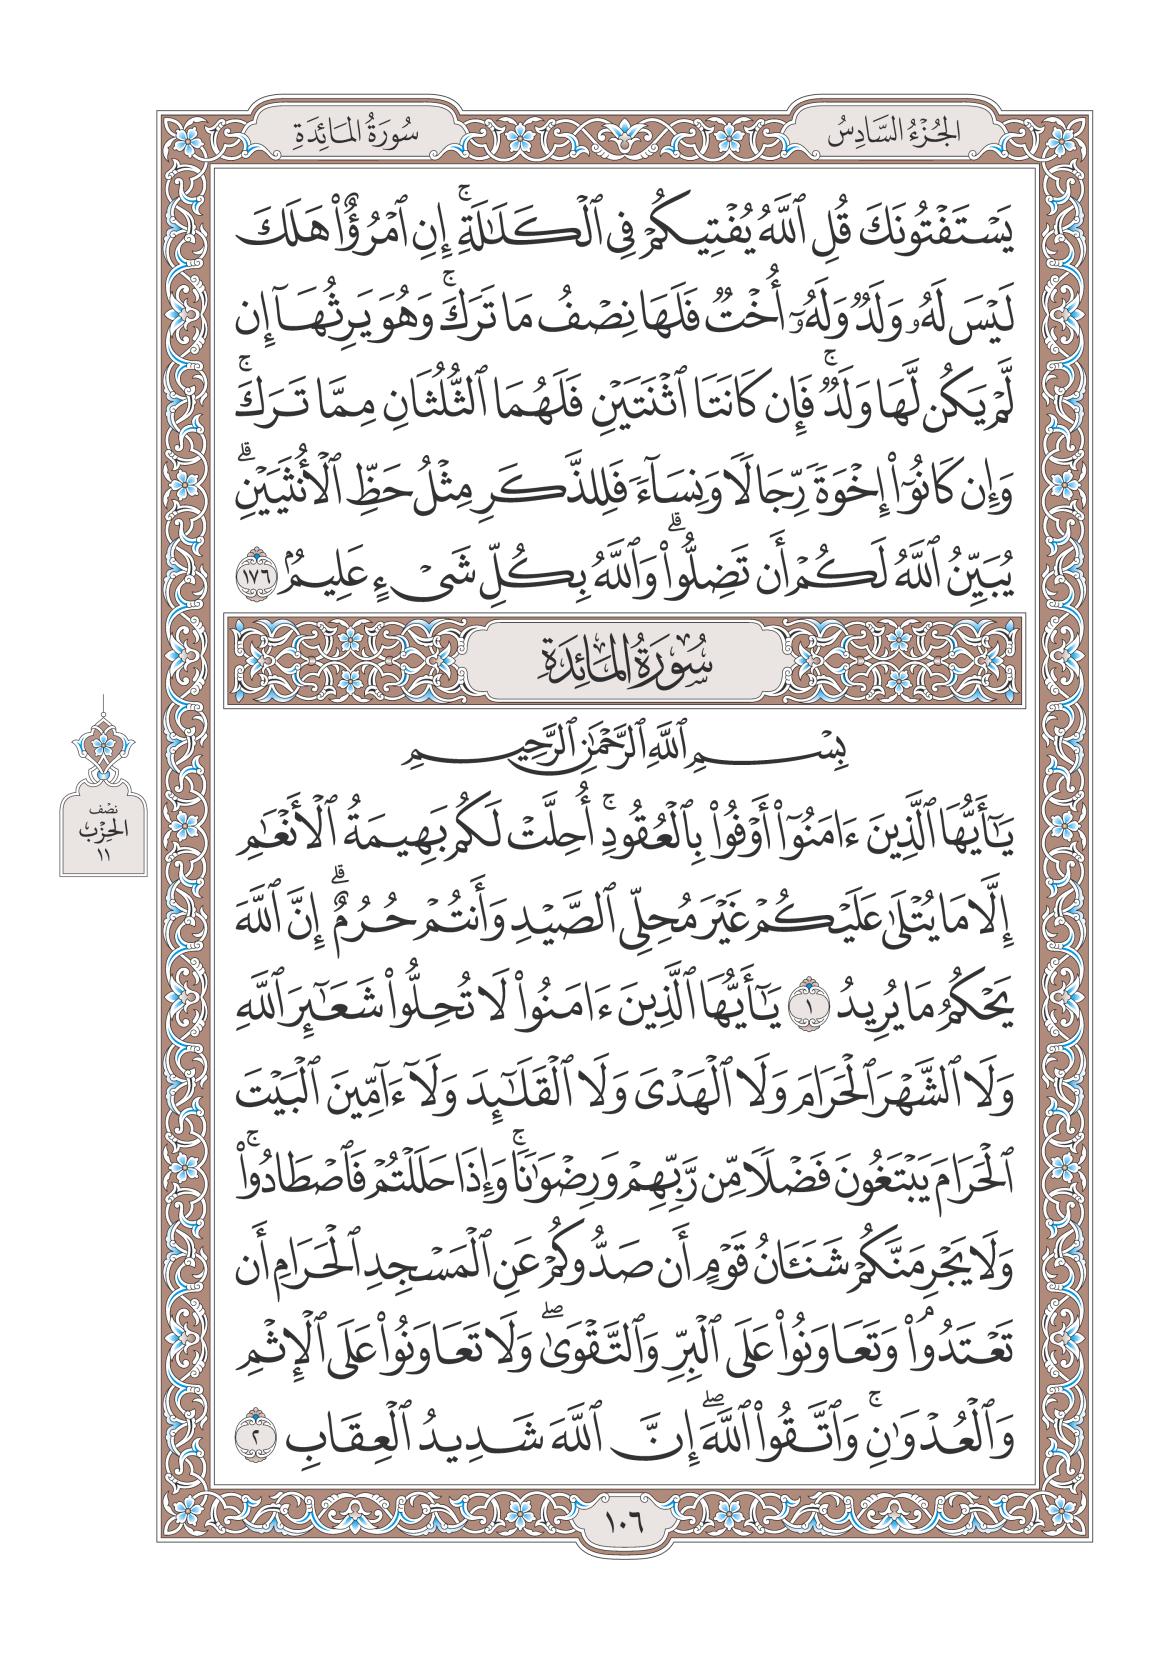 الجُزْءُ السَّادِسُ
سُورَةُ المَائِدَةِ
يَسْتَفْتُونَكَ قُلِ ٱللَّهُ يُفْتِيكُمْ فِى ٱلْكَلَٰلَةِۚ إِنِ ٱمْرُؤٌا۟ هَلَكَ
لَيْسَ لَهُۥ وَلَدٌ وَلَهُۥٓ أُخْتٌ فَلَهَا نِصْفُ مَا تَرَكَۚ وَهُوَ يَرِثُهَآ إِن
لَّمْ يَكُن لَّهَا وَلَدٌۚ فَإِن كَانَتَا ٱثْنَتَيْنِ فَلَهُمَا ٱلثُّلُثَانِ مِمَّا تَرَكَۚ
وَإِن كَانُوٓا۟ إِخْوَةً رِّجَالًا وَنِسَآءً فَلِلذَّكَرِ مِثْلُ حَظِّ ٱلْأُنثَيَيْنِۗ
يُبَيِّنُ ٱللَّهُ لَكُمْ أَن تَضِلُّوا۟ۗ وَٱللَّهُ بِكُلِّ شَىْءٍ عَلِيمٌۢ ١٧٦
سُورَةُ المَائِدَةِ
بِسْمِ ٱللَّهِ ٱلرَّحْمَٰنِ ٱلرَّحِيمِ
يَٰٓأَيُّهَا ٱلَّذِينَ ءَامَنُوٓا۟ أَوْفُوا۟ بِٱلْعُقُودِۚ أُحِلَّتْ لَكُم بَهِيمَةُ ٱلْأَنْعَٰمِ
إِلَّا مَا يُتْلَىٰ عَلَيْكُمْ غَيْرَ مُحِلِّى ٱلصَّيْدِ وَأَنتُمْ حُرُمٌۗ إِنَّ ٱللَّهَ
يَحْكُمُ مَا يُرِيدُ ١ يَٰٓأَيُّهَا ٱلَّذِينَ ءَامَنُوا۟ لَا تُحِلُّوا۟ شَعَٰٓئِرَ ٱللَّهِ
وَلَا ٱلشَّهْرَ ٱلْحَرَامَ وَلَا ٱلْهَدْىَ وَلَا ٱلْقَلَٰٓئِدَ وَلَآ ءَآمِّينَ ٱلْبَيْتَ
ٱلْحَرَامَ يَبْتَغُونَ فَضْلًا مِّن رَّبِّهِمْ وَرِضْوَٰنًاۚ وَإِذَا حَلَلْتُمْ فَٱصْطَادُوا۟ۚ
وَلَا يَجْرِمَنَّكُمْ شَنَـَٔانُ قَوْمٍ أَن صَدُّوكُمْ عَنِ ٱلْمَسْجِدِ ٱلْحَرَامِ أَن
تَعْتَدُوا۟ۘ وَتَعَاوَنُوا۟ عَلَى ٱلْبِرِّ وَٱلتَّقْوَىٰۖ وَلَا تَعَاوَنُوا۟ عَلَى ٱلْإِثْمِ
وَٱلْعُدْوَٰنِۚ وَٱتَّقُوا۟ ٱللَّهَۖ إِنَّ ٱللَّهَ شَدِيدُ ٱلْعِقَابِ ٢
نصف
الحزب
١١
١٠٦